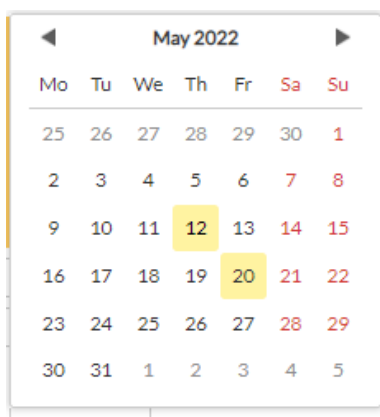 May 2022
Mo Tu We Th Fr Sa Su
25 26 27 28 29 30 1
2 3 4 5 6 7 8
9 10 11 12 13 14 15
16 17 18 19 20 21 22
23 24 25 26 27 28 29
30 31 1 2 3 4 5